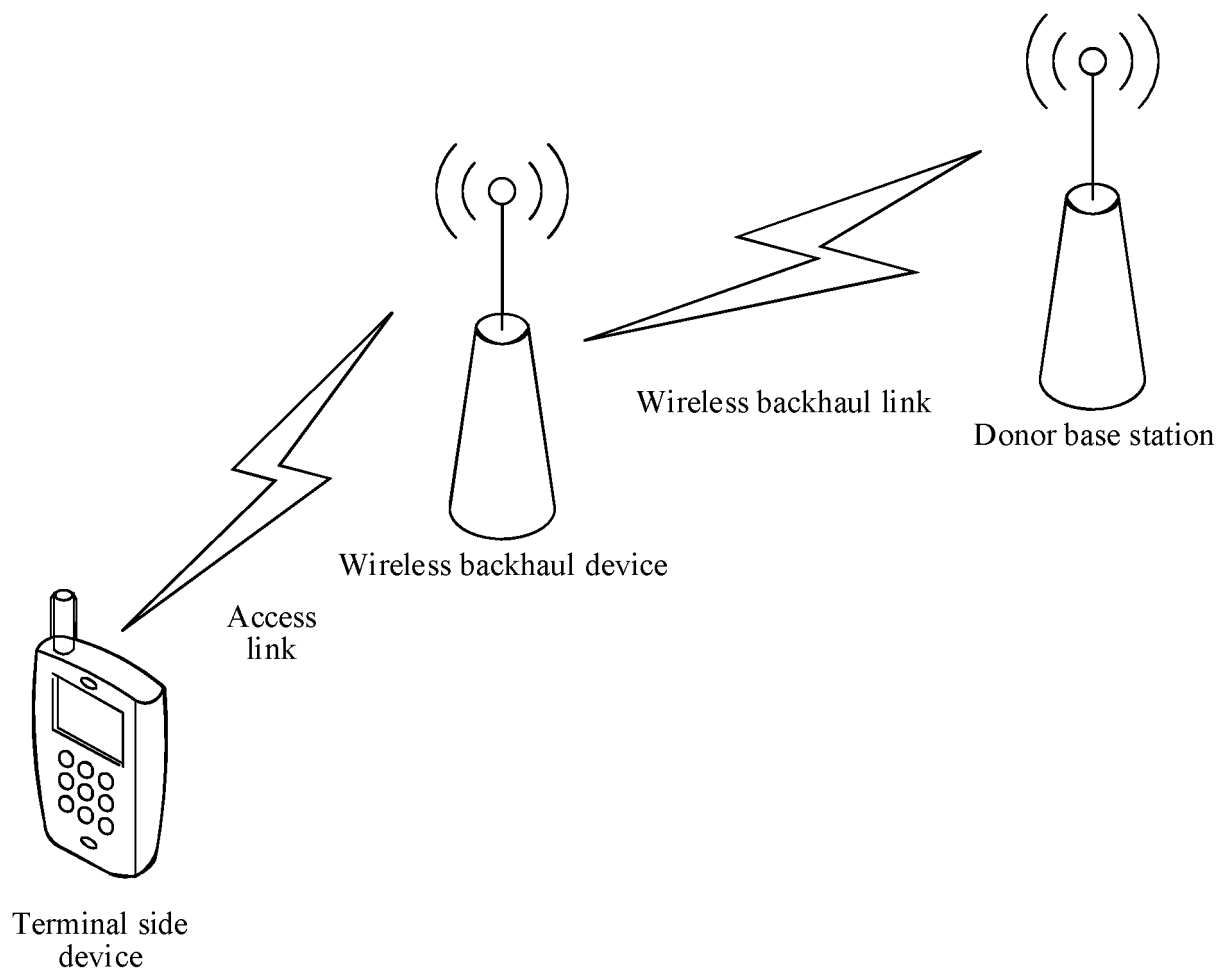 Wireless backhaul link
Donor base station
Wireless backhaul device
Access
link
Terminal side
device